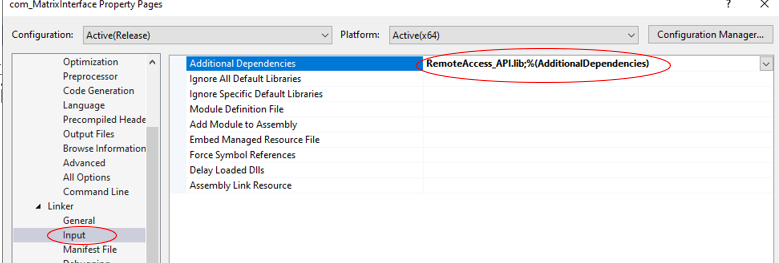 com_MatrixInterface Property Pages
Configuration: Active(Release) Platform: Active(x64) Configuration Manager...
Optimization
Preprocessor
Code Generation
Language
Precompiled Heade
Output Files
Browse Information
Advanced
All Options
Command Line
Linker
General
Input
Manifest File
Additional Dependencies RemoteAccess_API.lib;%(AdditionalDependencies)
Ignore All Default Libraries
Ignore Specific Default Libraries
Module Definition File
Add Module to Assembly
Embed Managed Resource File
Force Symbol References
Delay Loaded Dlls
Assembly Link Resource